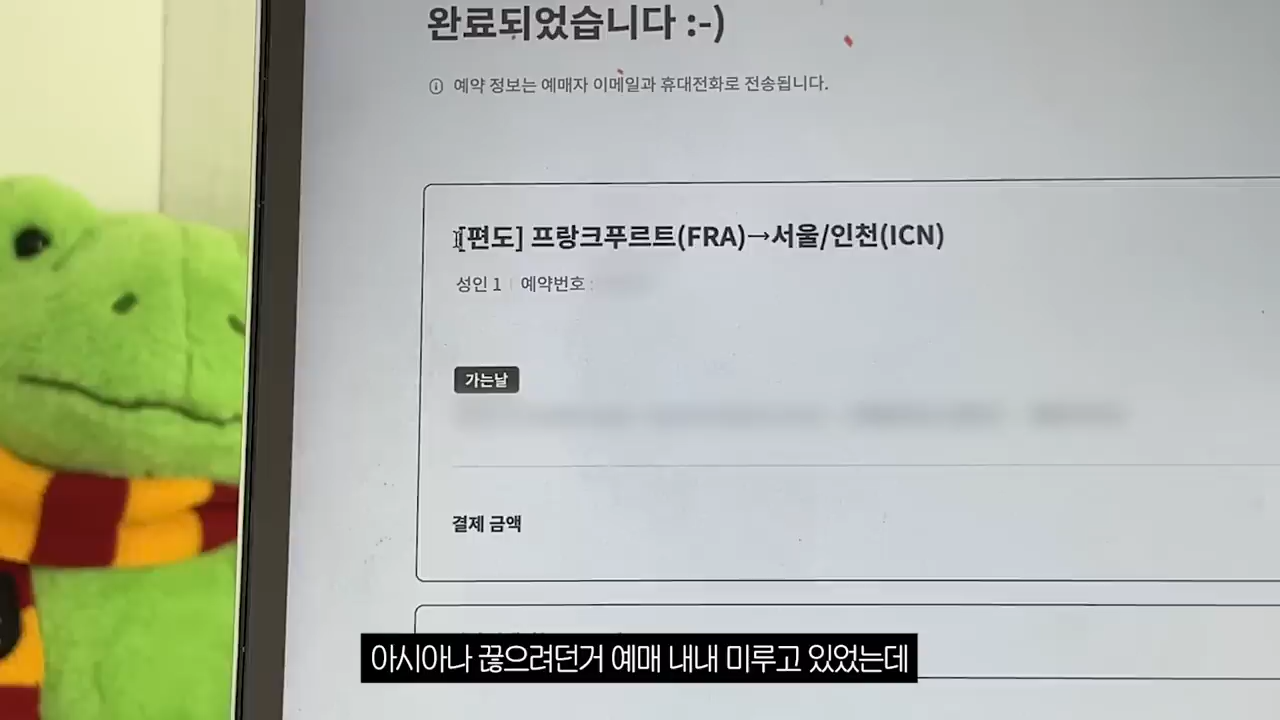 완료되었습니다 :-)
ⓘ 예약 정보는 예매자 이메일과 휴대전화로 전송됩니다.
[편도] 프랑크푸르트(FRA)→서울/인천(ICN)
성인 1 | 예약번호 :
가는날
결제 금액
아시아나 끊으려던거 예매 내내 미루고 있었는데